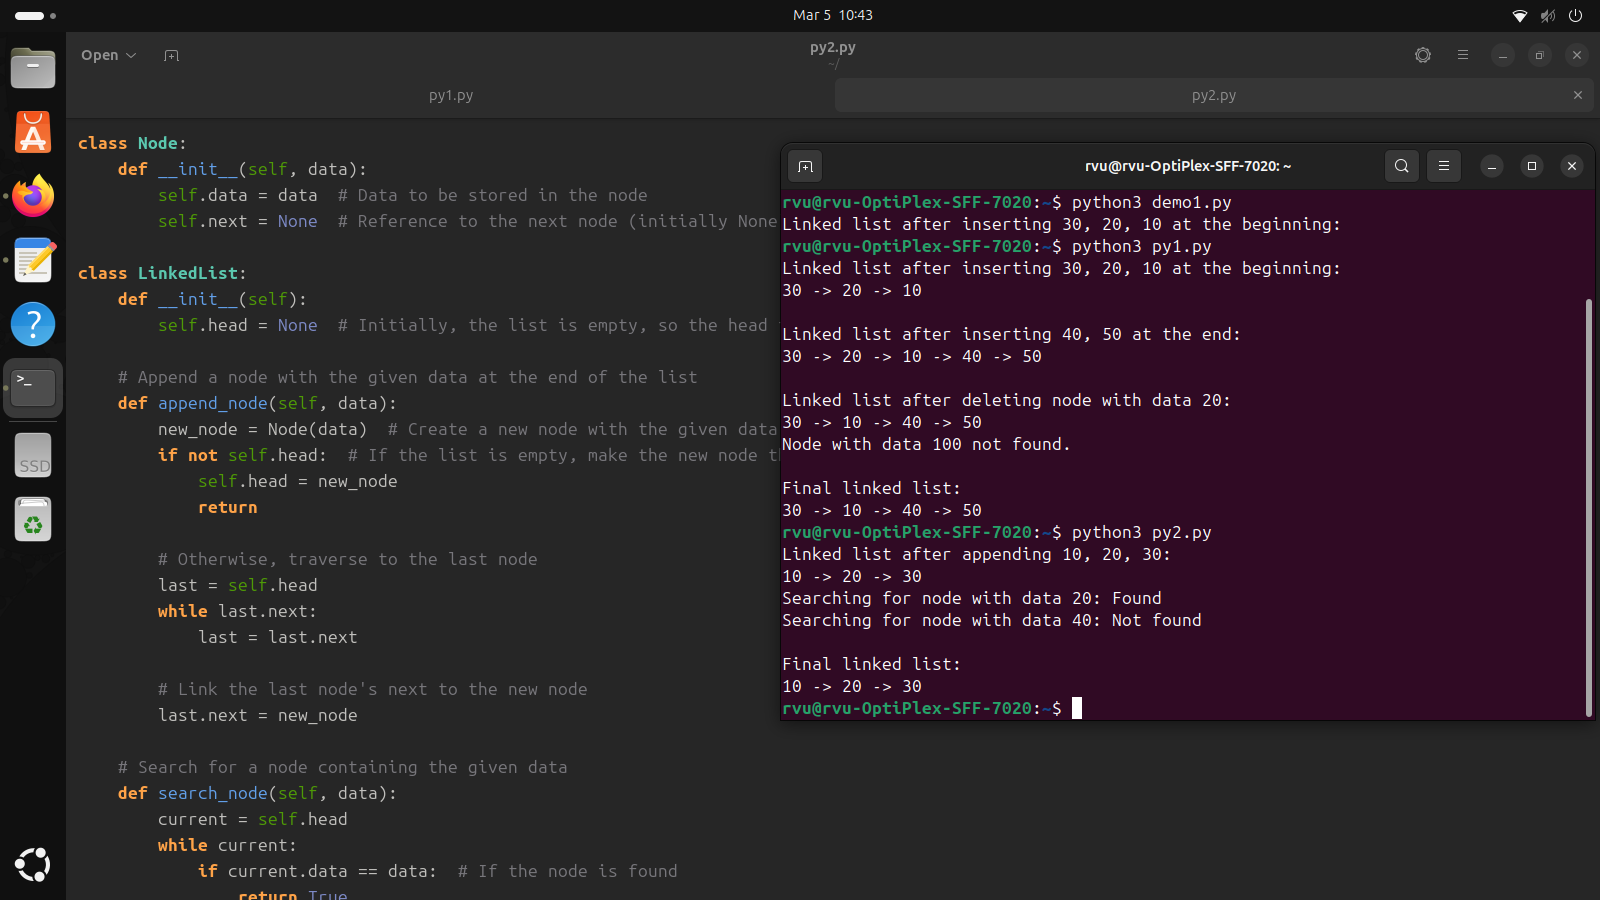 Mar 5 10:43
Open
py2.py
~/
py1.py
py2.py
class Node:
def __init__(self, data):
self.data = data # Data to be stored in the node
self.next = None # Reference to the next node (initially None
class LinkedList:
def __init__(self):
self.head = None # Initially, the list is empty, so the head
# Append a node with the given data at the end of the list
def append_node(self, data):
new_node = Node(data) # Create a new node with the given data
if not self.head: # If the list is empty, make the new node
self.head = new_node
return
# Otherwise, traverse to the last node
last = self.head
while last.next:
last = last.next
# Link the last node's next to the new node
last.next = new_node
# Search for a node containing the given data
def search_node(self, data):
current = self.head
while current:
if current.data == data: # If the node is found
return True
rvu@rvu-OptiPlex-SFF-7020: ~
rvu@rvu-OptiPlex-SFF-7020:~$ python3 demo1.py
Linked list after inserting 30, 20, 10 at the beginning:
rvu@rvu-OptiPlex-SFF-7020:~$ python3 py1.py
Linked list after inserting 30, 20, 10 at the beginning:
30 -> 20 -> 10
Linked list after inserting 40, 50 at the end:
30 -> 20 -> 10 -> 40 -> 50
Linked list after deleting node with data 20:
30 -> 10 -> 40 -> 50
Node with data 100 not found.
Final linked list:
30 -> 10 -> 40 -> 50
rvu@rvu-OptiPlex-SFF-7020:~$ python3 py2.py
Linked list after appending 10, 20, 30:
10 -> 20 -> 30
Searching for node with data 20: Found
Searching for node with data 40: Not found
Final linked list:
10 -> 20 -> 30
rvu@rvu-OptiPlex-SFF-7020:~$
>_
SSD